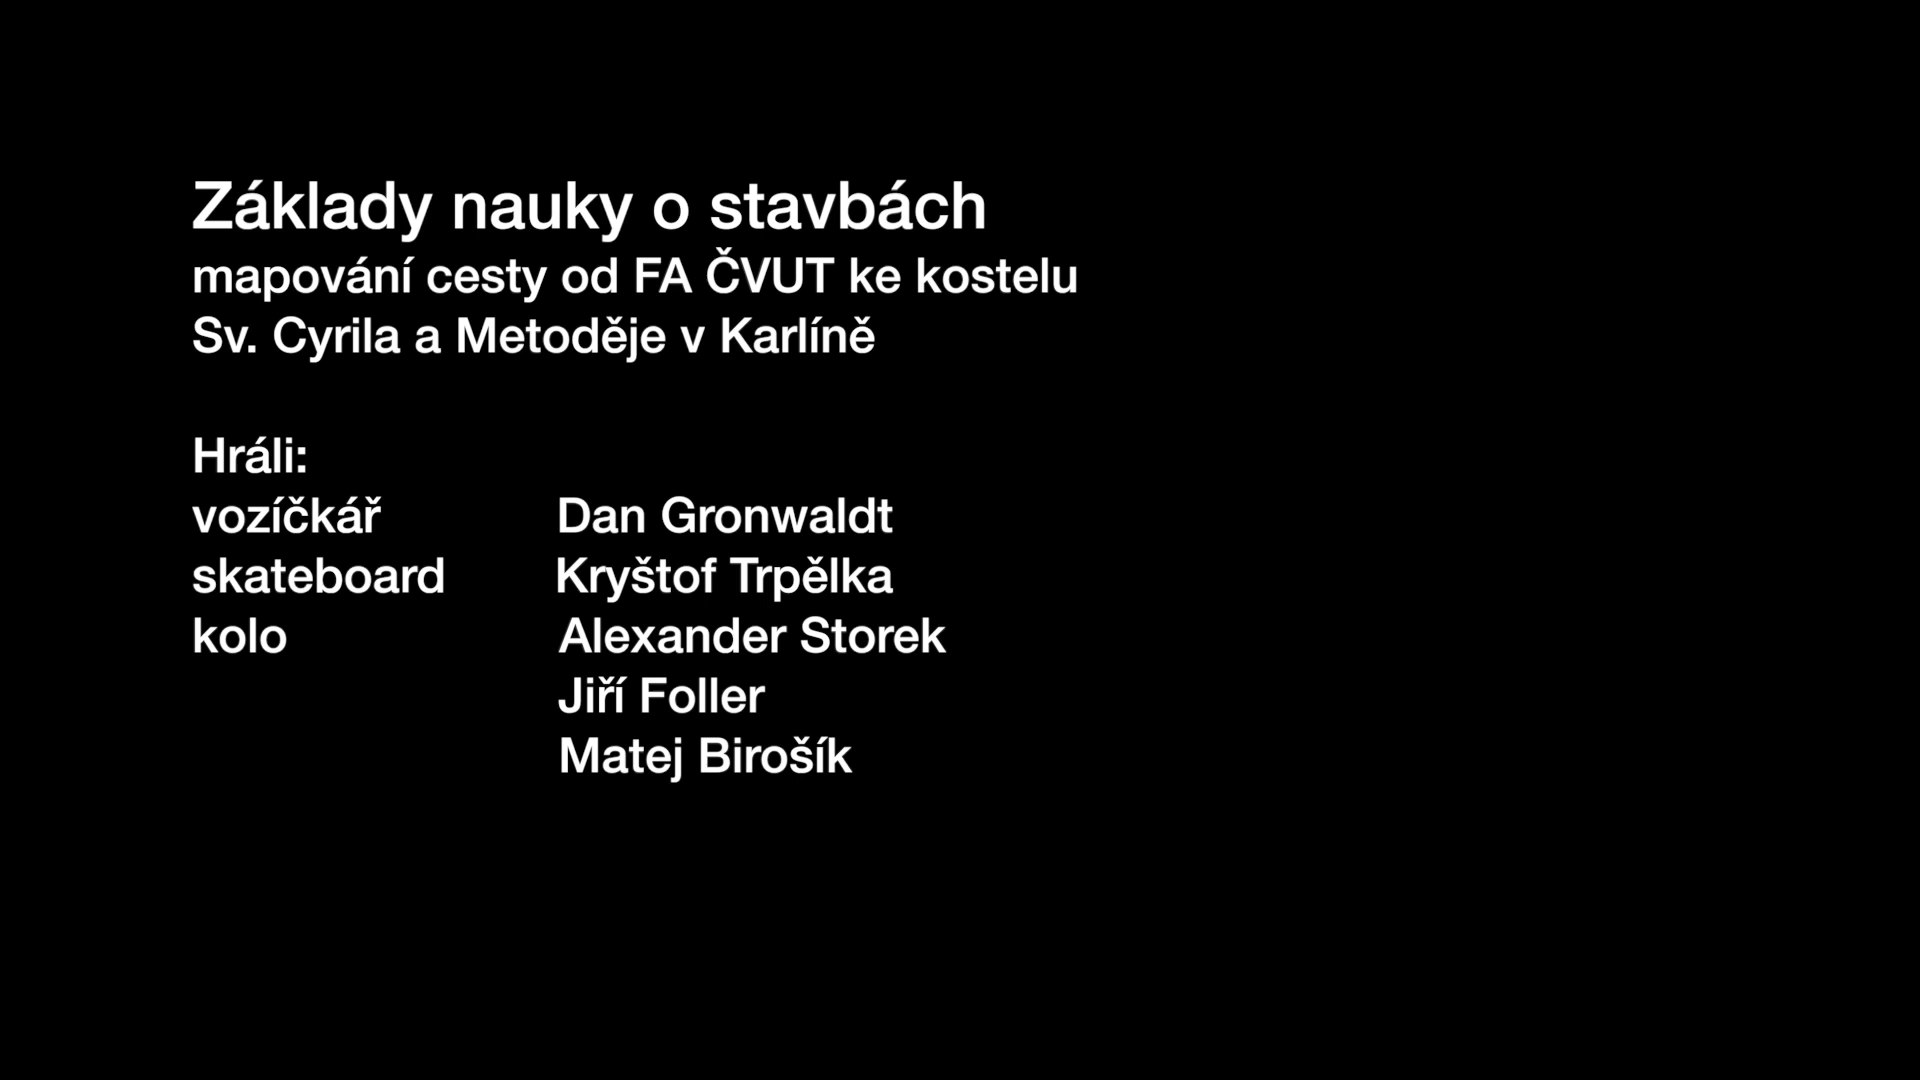 Základy nauky o stavbách
mapování cesty od FA ČVUT ke kostelu
Sv. Cyrila a Metoděje v Karlíně
Hráli:
vozíčkář Dan Gronwaldt
skateboard Kryštof Trpělka
kolo Alexander Storek
Jiří Foller
Matej Birošík